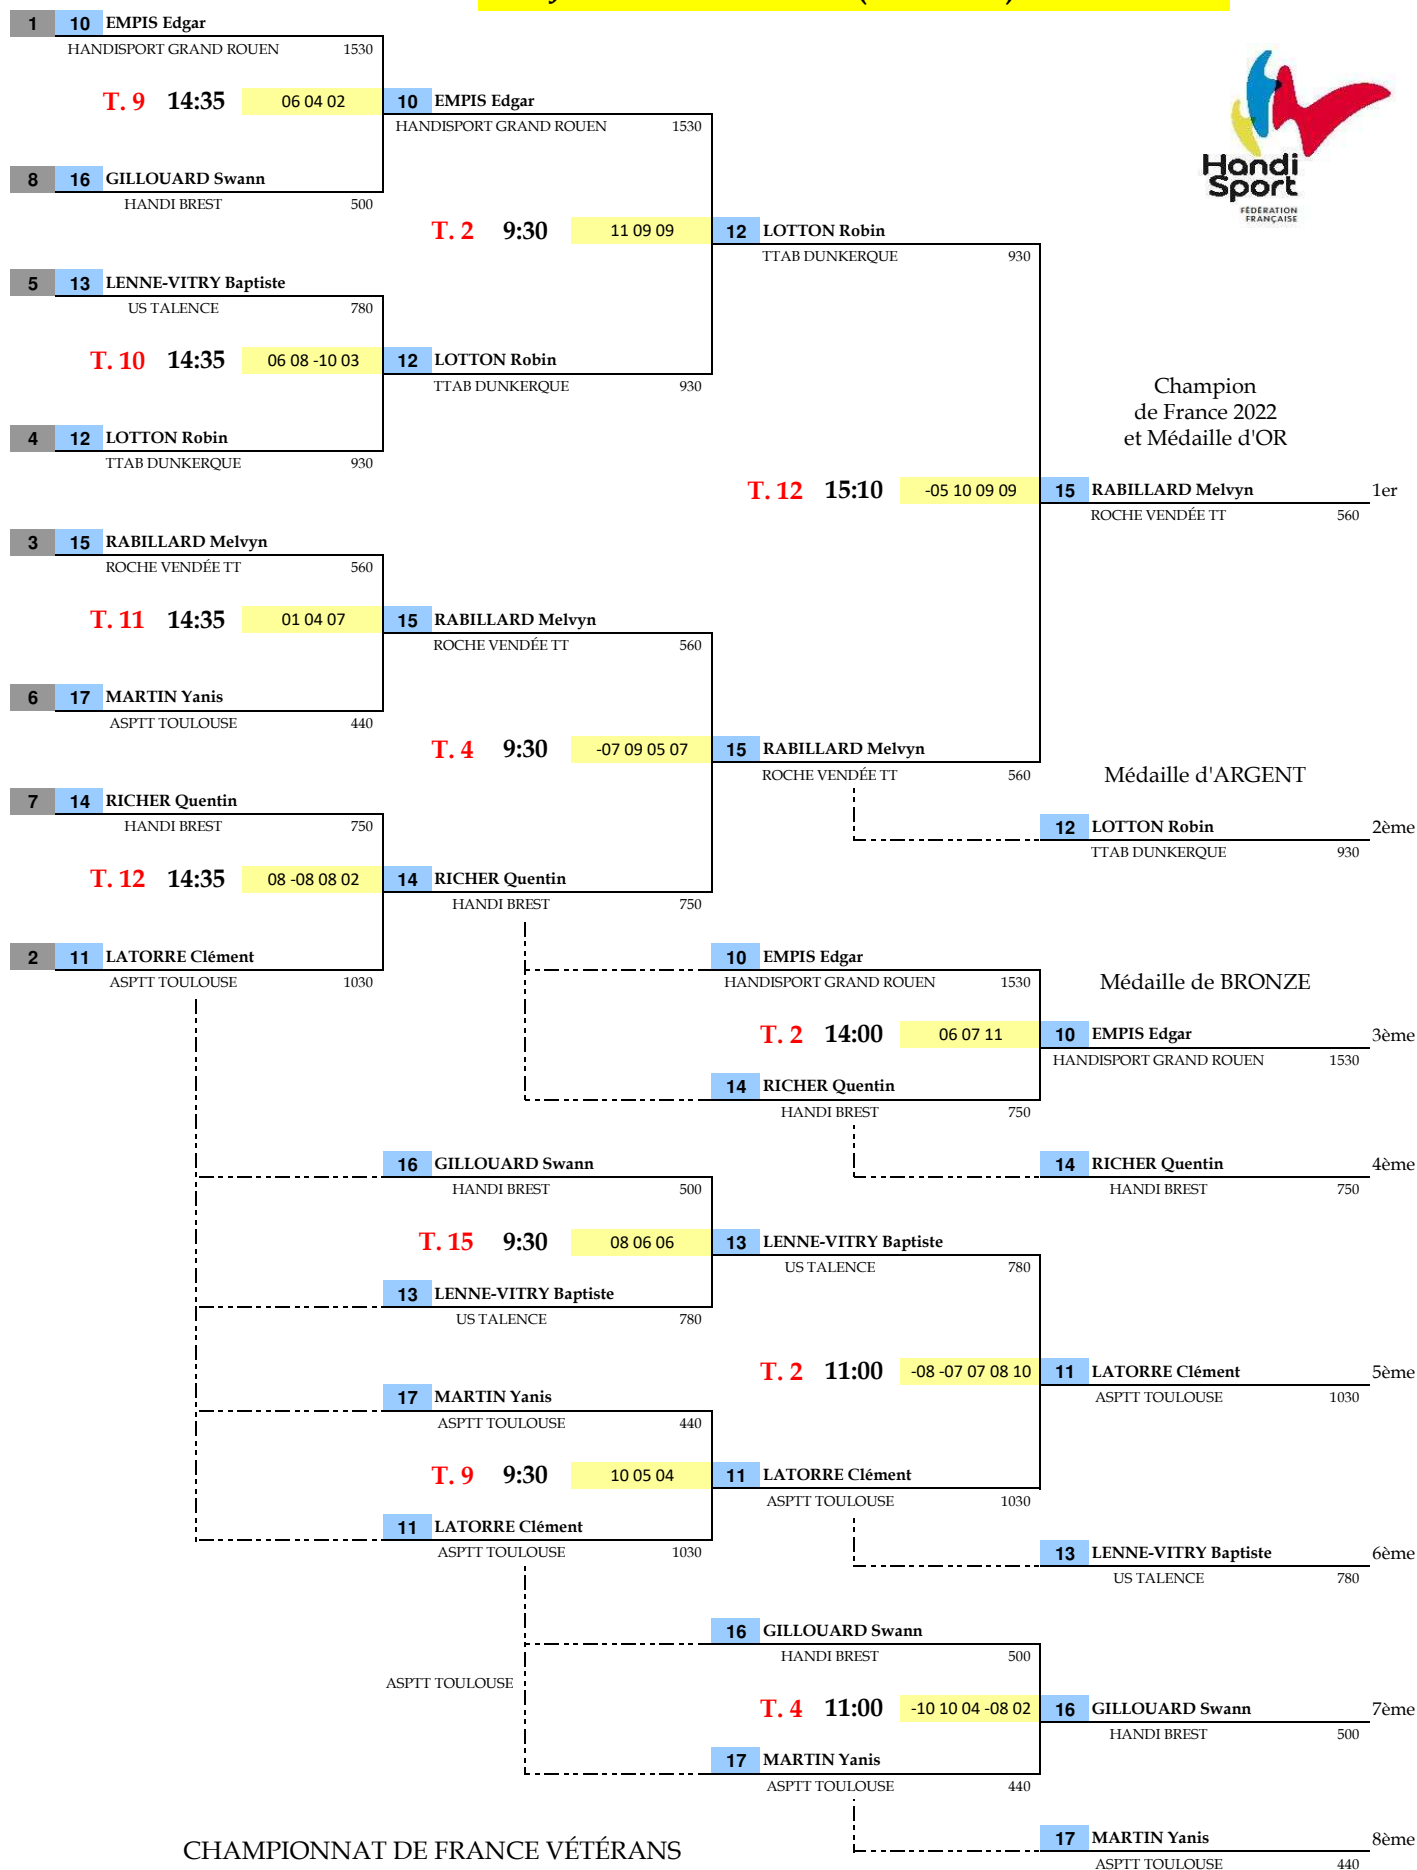 1 10 EMPIS Edgar
HANDISPORT GRAND ROUEN 1530
T. 9 14:35 06 04 02 10 EMPIS Edgar
HANDISPORT GRAND ROUEN 1530
Handi
Sport
FÉDÉRATION
FRANÇAISE
8 16 GILLOUARD Swann
HANDI BREST 500
T. 2 9:30 11 09 09 12 LOTTON Robin
TTAB DUNKERQUE 930
5 13 LENNE-VITRY Baptiste
US TALENCE 780
T. 10 14:35 06 08 -10 03 12 LOTTON Robin
TTAB DUNKERQUE 930
Champion
de France 2022
et Médaille d'OR
4 12 LOTTON Robin
TTAB DUNKERQUE 930
T. 12 15:10 -05 10 09 09 15 RABILLARD Melvyn 1er
ROCHE VENDÉE TT 560
3 15 RABILLARD Melvyn
ROCHE VENDÉE TT 560
T. 11 14:35 01 04 07 15 RABILLARD Melvyn
ROCHE VENDÉE TT 560
6 17 MARTIN Yanis
ASPTT TOULOUSE 440
T. 4 9:30 -07 09 05 07 15 RABILLARD Melvyn
ROCHE VENDÉE TT 560
Médaille d'ARGENT
7 14 RICHER Quentin
HANDI BREST 750
12 LOTTON Robin 2ème
TTAB DUNKERQUE 930
T. 12 14:35 08 -08 08 02 14 RICHER Quentin
HANDI BREST 750
2 11 LATORRE Clément
ASPTT TOULOUSE 1030
10 EMPIS Edgar
HANDISPORT GRAND ROUEN 1530
Médaille de BRONZE
T. 2 14:00 06 07 11 10 EMPIS Edgar 3ème
HANDISPORT GRAND ROUEN 1530
14 RICHER Quentin
HANDI BREST 750
16 GILLOUARD Swann
HANDI BREST 500
14 RICHER Quentin 4ème
HANDI BREST 750
T. 15 9:30 08 06 06 13 LENNE-VITRY Baptiste
US TALENCE 780
13 LENNE-VITRY Baptiste
US TALENCE 780
T. 2 11:00 -08 -07 07 08 10 11 LATORRE Clément 5ème
ASPTT TOULOUSE 1030
17 MARTIN Yanis
ASPTT TOULOUSE 440
T. 9 9:30 10 05 04 11 LATORRE Clément
ASPTT TOULOUSE 1030
11 LATORRE Clément
ASPTT TOULOUSE 1030
13 LENNE-VITRY Baptiste 6ème
US TALENCE 780
16 GILLOUARD Swann
HANDI BREST 500
ASPTT TOULOUSE
T. 4 11:00 -10 10 04 -08 02 16 GILLOUARD Swann 7ème
HANDI BREST 500
17 MARTIN Yanis
ASPTT TOULOUSE 440
CHAMPIONNAT DE FRANCE VÉTÉRANS
17 MARTIN Yanis 8ème
ASPTT TOULOUSE 440